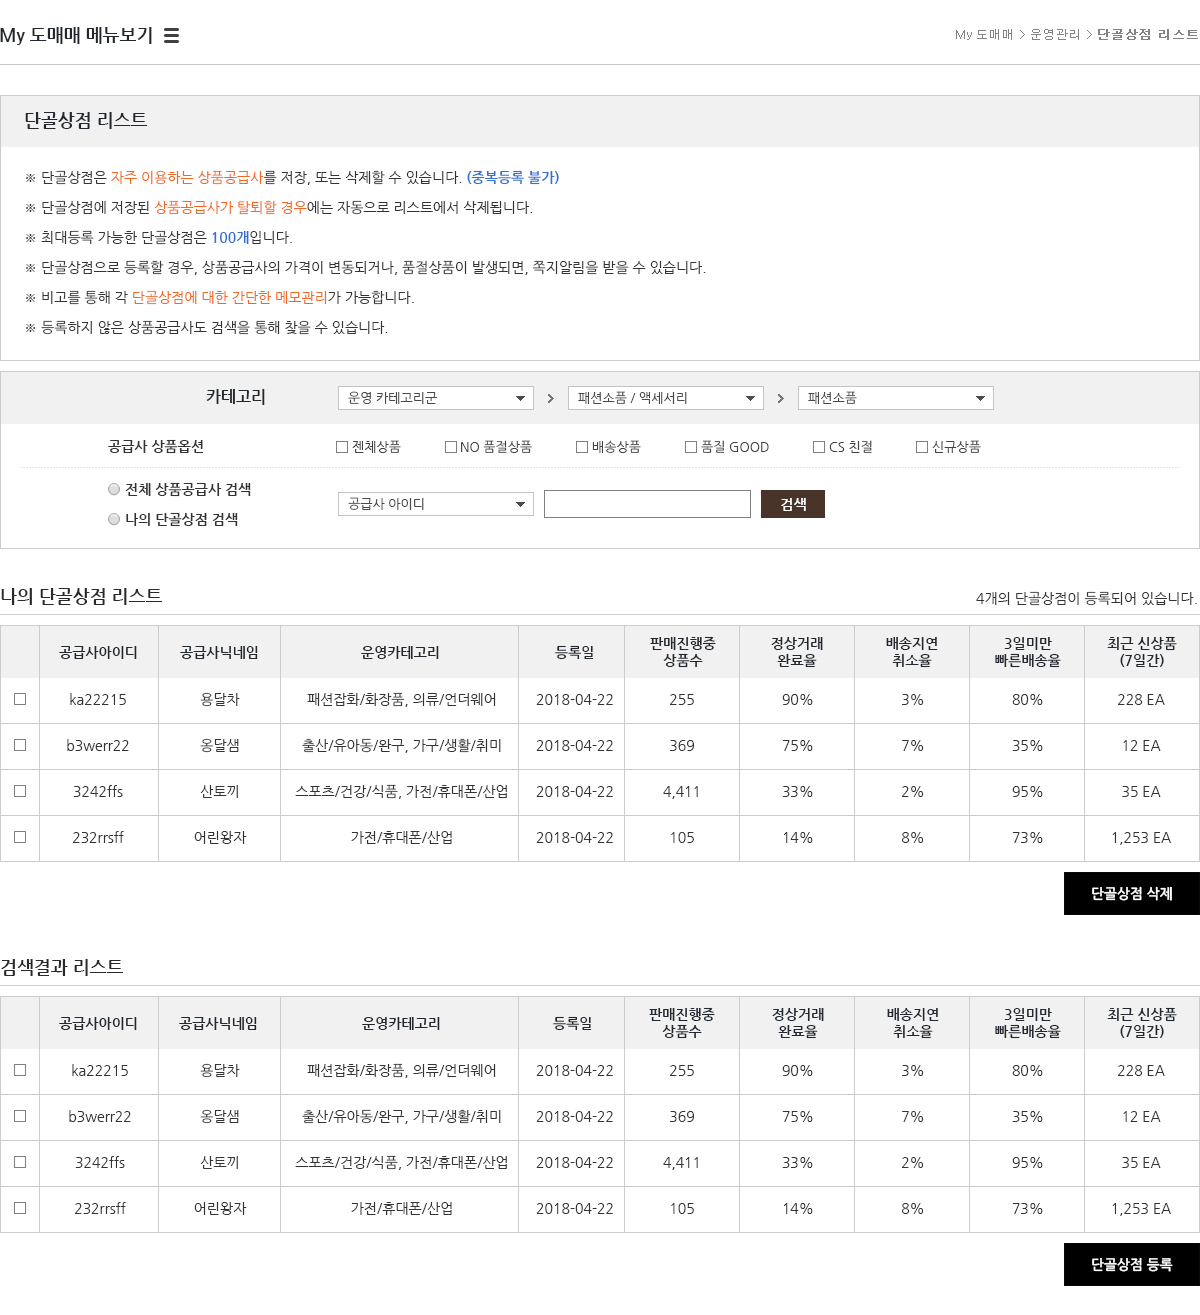 My 도매매 메뉴보기
My 도매매 > 운영관리 > 단골상점 리스트
단골상점 리스트
※ 단골상점은 자주 이용하는 상품공급사를 저장, 또는 삭제할 수 있습니다. (중복등록 불가)
※ 단골상점에 저장된 상품공급사가 탈퇴할 경우에는 자동으로 리스트에서 삭제됩니다.
※ 최대등록 가능한 단골상점은 100개입니다.
※ 단골상점으로 등록할 경우, 상품공급사의 가격이 변동되거나, 품절상품이 발생되면, 쪽지알림을 받을 수 있습니다.
※ 비고를 통해 각 단골상점에 대한 간단한 메모관리가 가능합니다.
※ 등록하지 않은 상품공급사도 검색을 통해 찾을 수 있습니다.
카테고리 운영 카테고리군 > 패션소품 / 액세서리 > 패션소품
공급사 상품옵션 전체상품 NO 품절상품 배송상품 품질 GOOD CS 친절 신규상품
전체 상품공급사 검색
공급사 아이디 검색
나의 단골상점 검색
나의 단골상점 리스트
4개의 단골상점이 등록되어 있습니다.
공급사아이디 공급사닉네임 운영카테고리 등록일 판매진행중 상품수 정상거래 완료율 배송지연 취소율 3일미만 빠른배송율 최근 신상품 (7일간)
ka22215 용달차 패션잡화/화장품, 의류/언더웨어 2018-04-22 255 90% 3% 80% 228 EA
b3werr22 옹달샘 출산/유아동/완구, 가구/생활/취미 2018-04-22 369 75% 7% 35% 12 EA
3242ffs 산토끼 스포츠/건강/식품, 가전/휴대폰/산업 2018-04-22 4,411 33% 2% 95% 35 EA
232rrsff 어린왕자 가전/휴대폰/산업 2018-04-22 105 14% 8% 73% 1,253 EA
단골상점 삭제
검색결과 리스트
공급사아이디 공급사닉네임 운영카테고리 등록일 판매진행중 상품수 정상거래 완료율 배송지연 취소율 3일미만 빠른배송율 최근 신상품 (7일간)
ka22215 용달차 패션잡화/화장품, 의류/언더웨어 2018-04-22 255 90% 3% 80% 228 EA
b3werr22 옹달샘 출산/유아동/완구, 가구/생활/취미 2018-04-22 369 75% 7% 35% 12 EA
3242ffs 산토끼 스포츠/건강/식품, 가전/휴대폰/산업 2018-04-22 4,411 33% 2% 95% 35 EA
232rrsff 어린왕자 가전/휴대폰/산업 2018-04-22 105 14% 8% 73% 1,253 EA
단골상점 등록